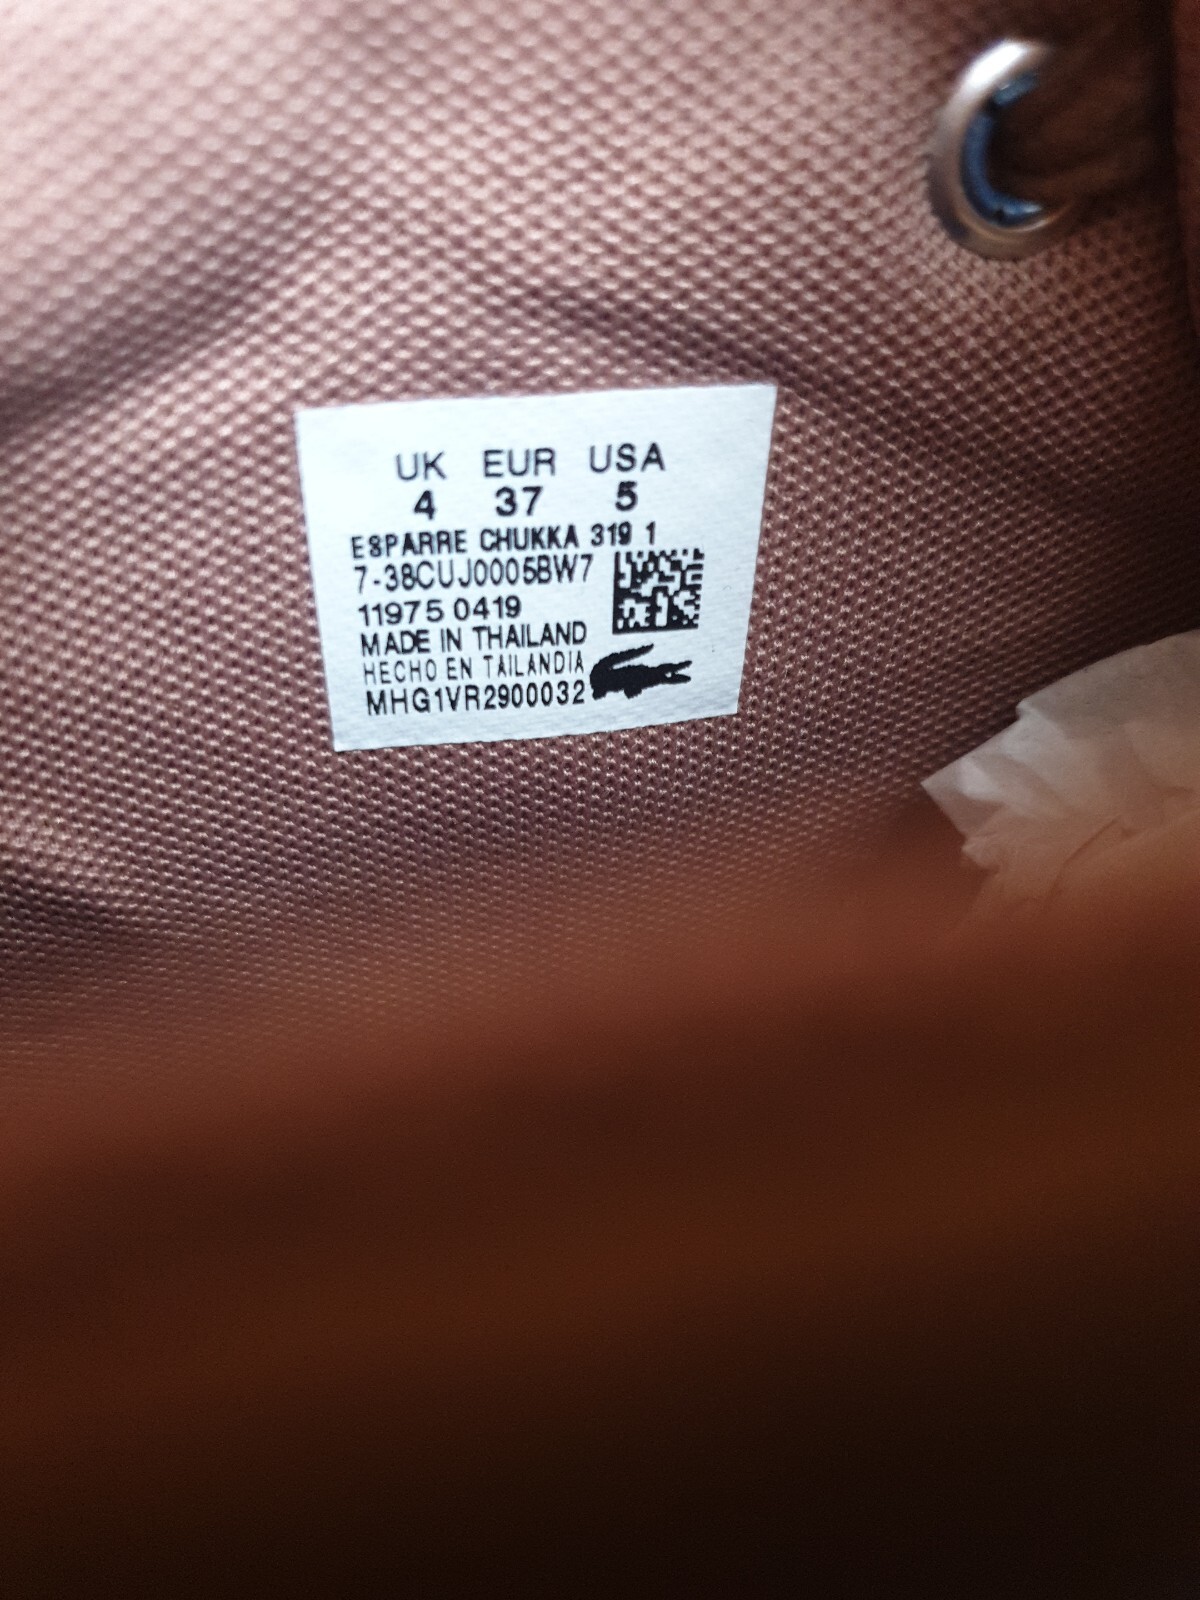 UK EUR USA
4 37 5
ESPARRE CHUKKA 319 1
7-38CUJ0005BW7
11975 0419
MADE IN THAILAND
HECHO EN TAILANDIA
MHG1VR2900032